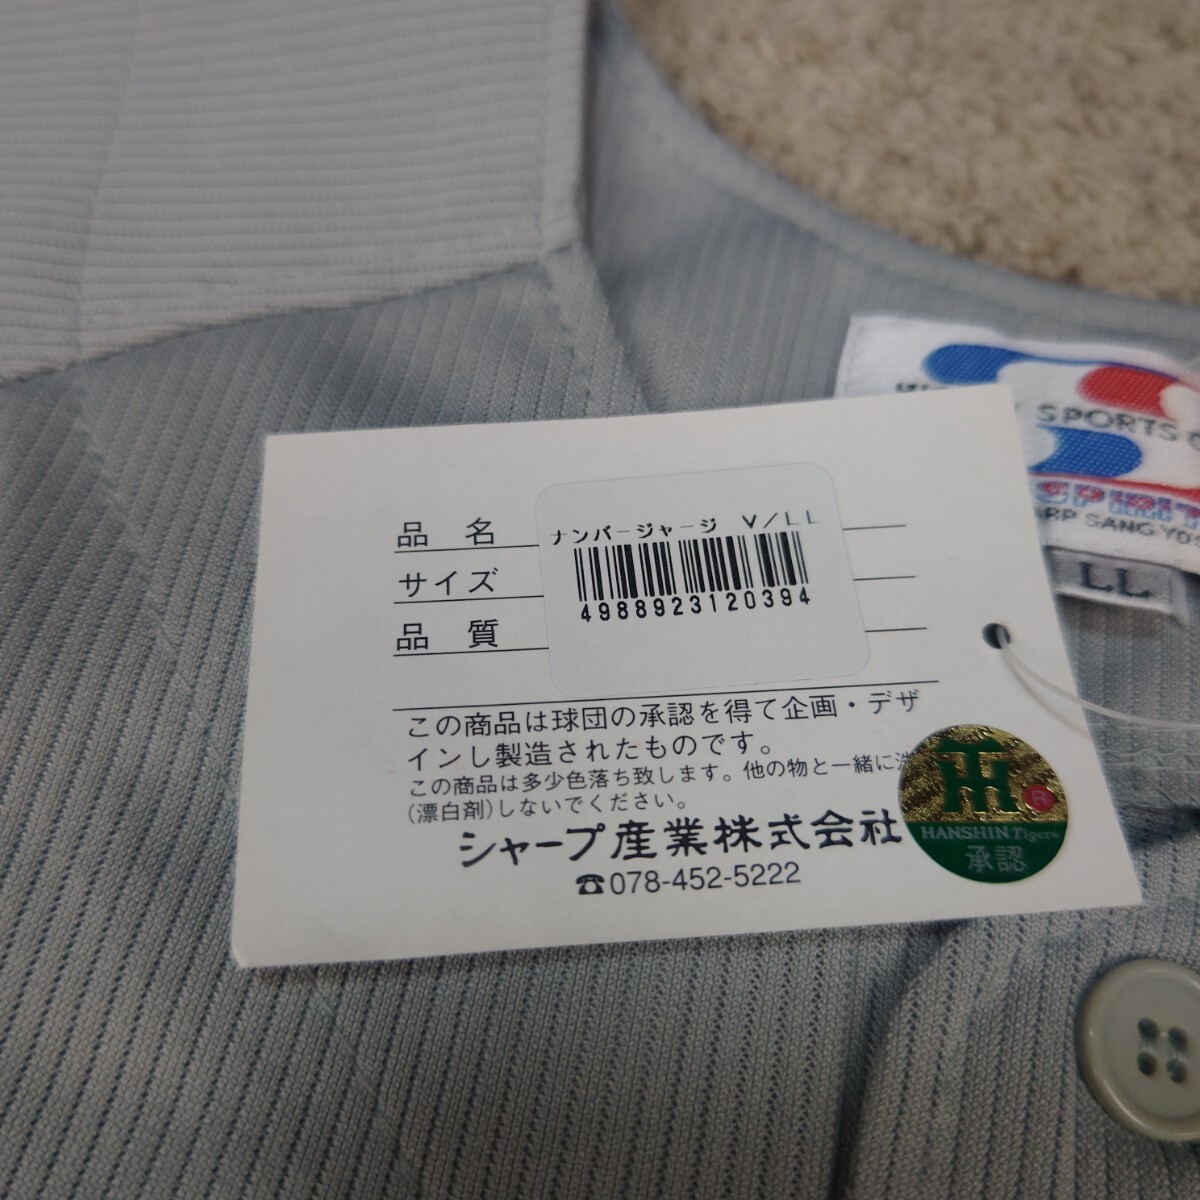 SPORTS
SPIRIT
RP SANG YO
LL
品名
サイズ
品質
ナンバージャージ V/LL
4988923120394
この商品は球団の承認を得て企画・デザ
インし製造されたものです。
この商品は多少色落ち致します。他の物と一緒に
(漂白剤)しないでください。
シャープ産業株式会社
☎078-452-5222
TH
R
HANSHIN Tigers
承認